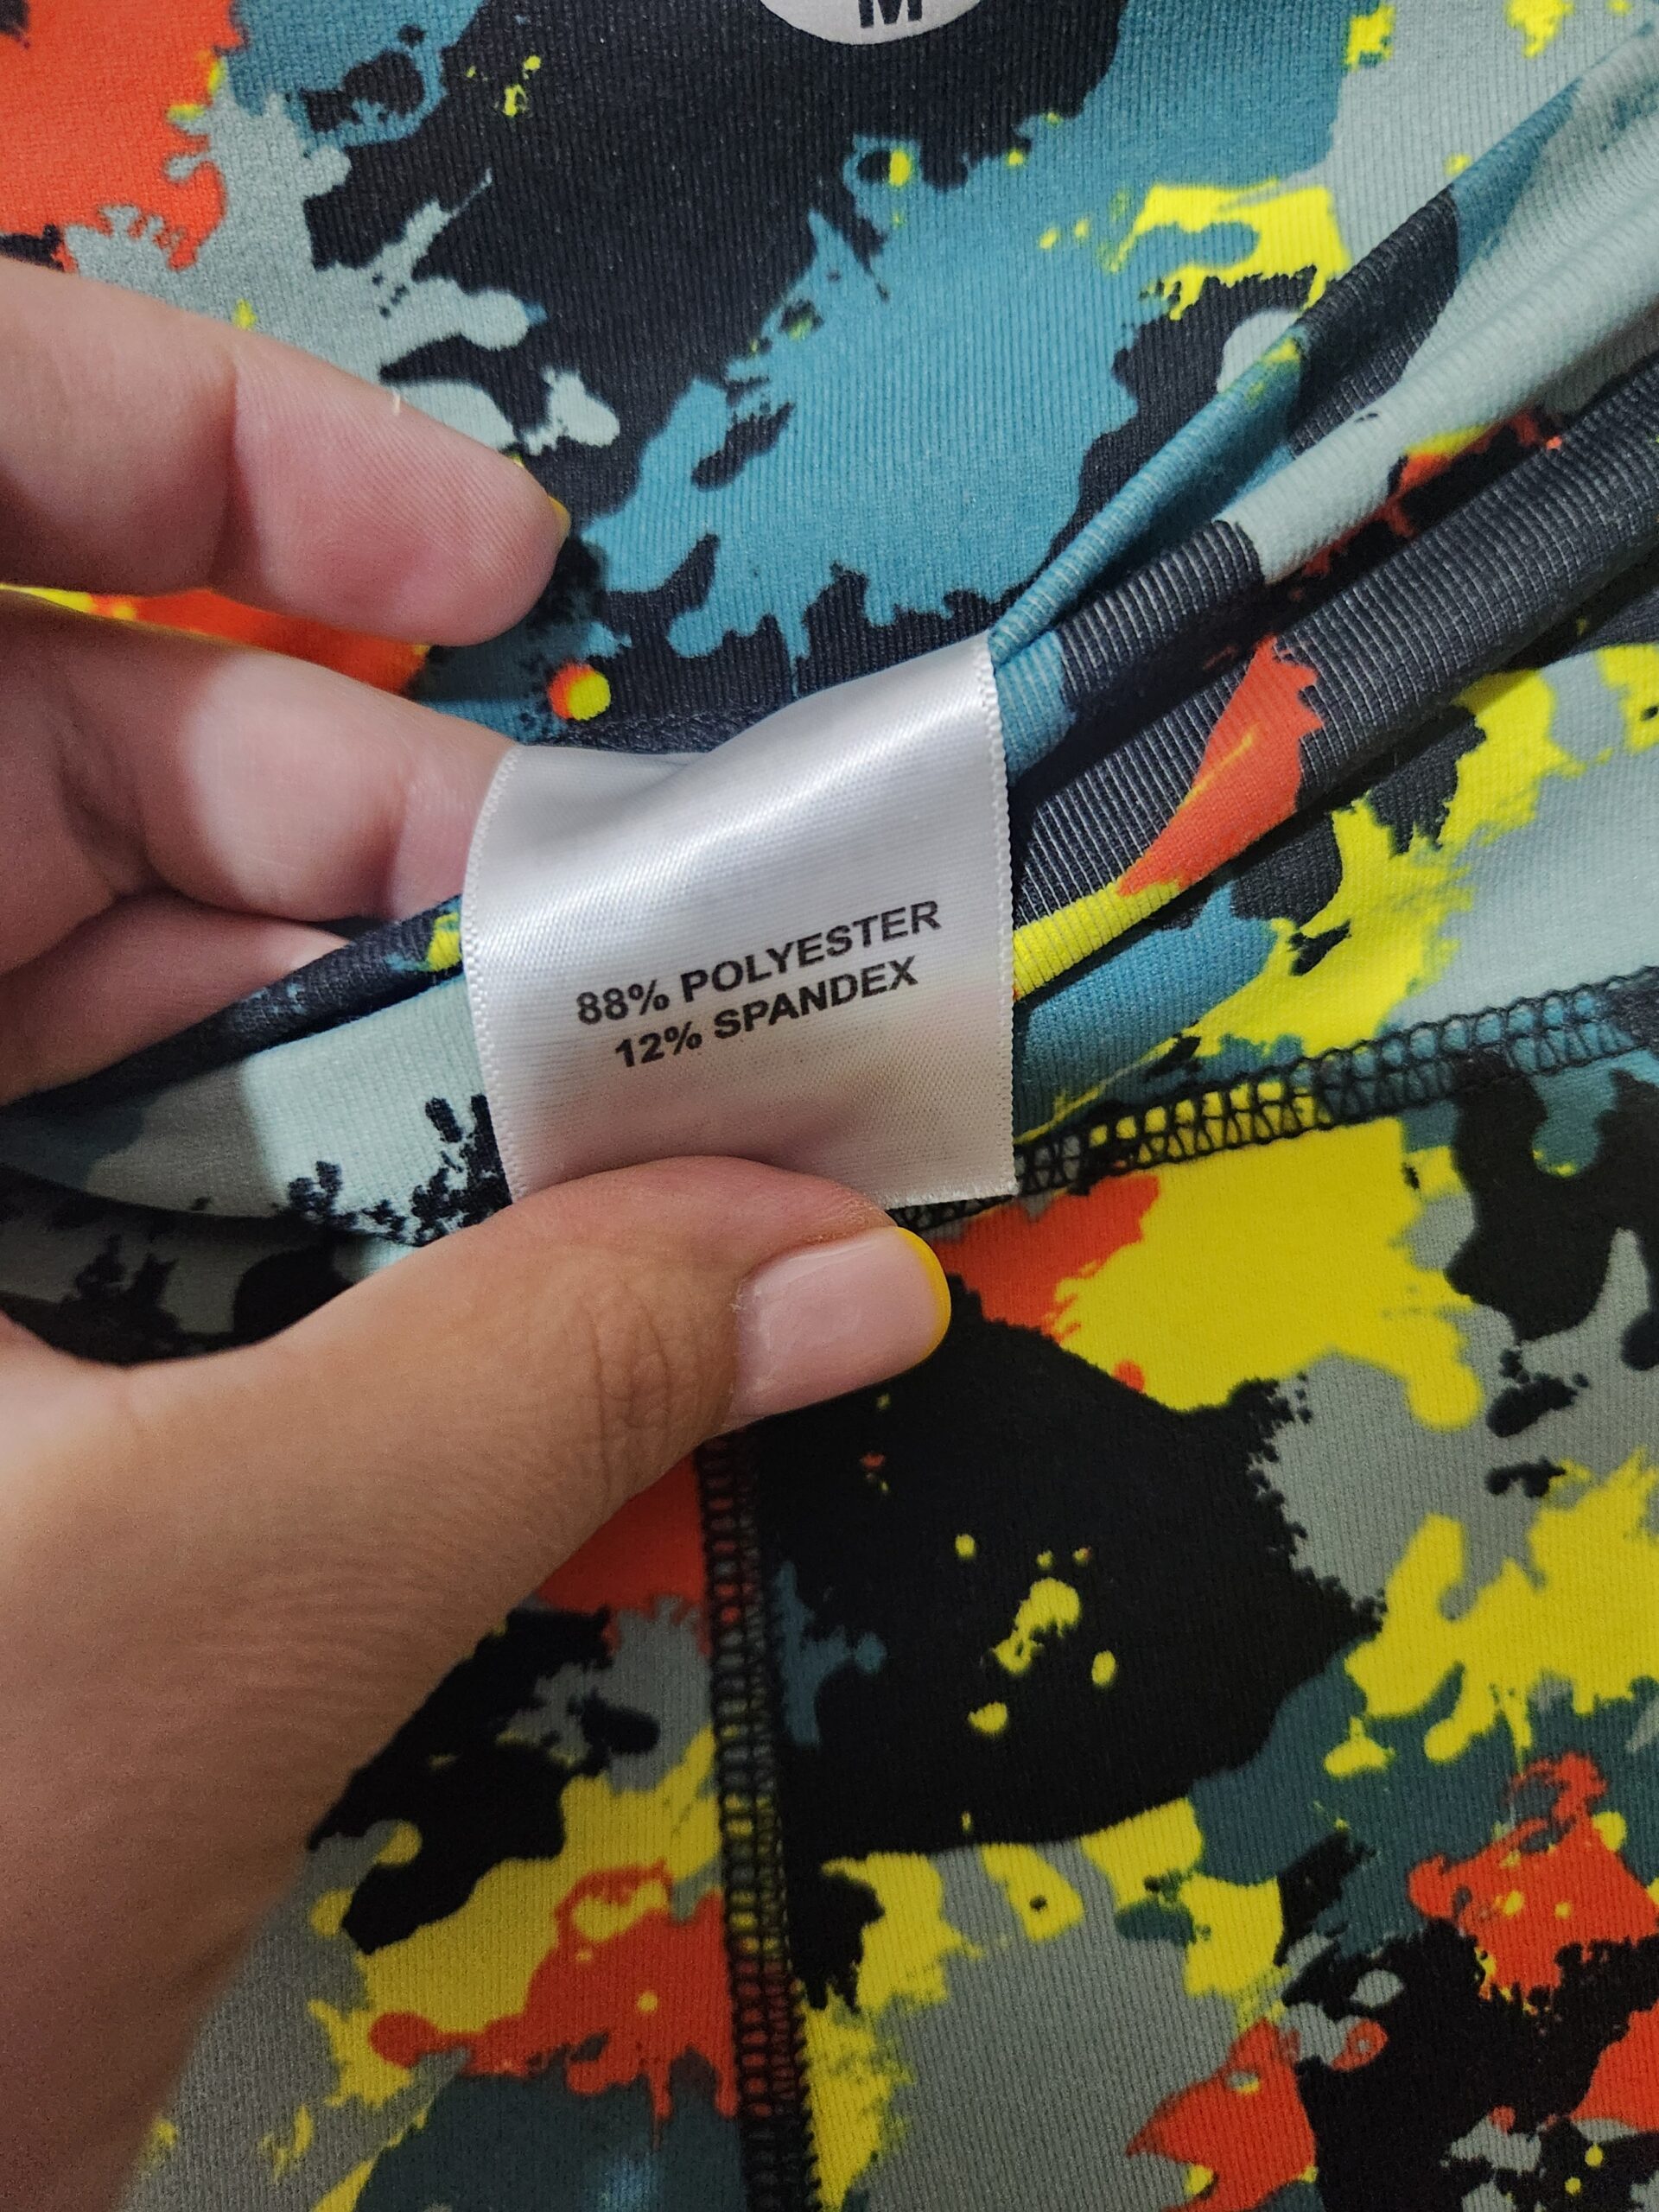 M
88% POLYESTER
12% SPANDEX